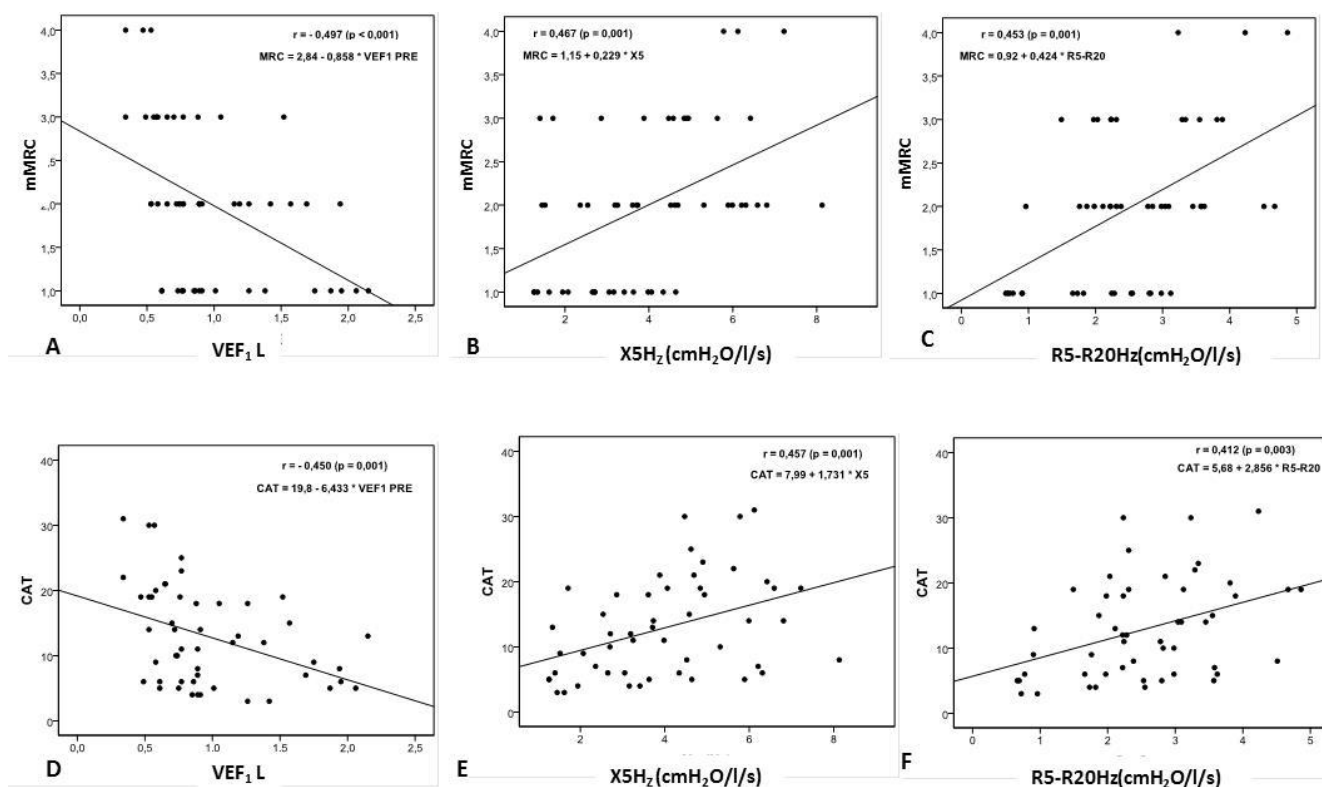 r = - 0,497 (p < 0,001)
MRC = 2,84 - 0,858 * VEF1 PRE
mMRC
4,0
3,5
3,0
2,5
2,0
1,5
1,0
0,0
0,5
1,0
1,5
2,0
2,5
A
VEF₁ L
r = 0,467 (p = 0,001)
MRC = 1,15 + 0,229 * X5
mMRC
4,0
3,5
3,0
2,5
2,0
1,5
1,0
2
4
6
8
B
X5Hz (cmH₂O/l/s)
r = 0,453 (p = 0,001)
MRC = 0,92 + 0,424 * R5-R20
mMRC
4,0
3,5
3,0
2,5
2,0
1,5
1,0
0
1
2
3
4
5
C
R5-R20Hz(cmH₂O/l/s)
r = - 0,450 (p = 0,001)
CAT = 19,8 - 6,433 * VEF1 PRE
CAT
40
30
20
10
0
0,0
0,5
1,0
1,5
2,0
2,5
D
VEF₁ L
r = 0,457 (p = 0,001)
CAT = 7,99 + 1,731 * X5
CAT
40
30
20
10
0
2
4
6
8
E
X5Hz (cmH₂O/l/s)
r = 0,412 (p = 0,003)
CAT = 5,68 + 2,856 * R5-R20
CAT
40
30
20
10
0
0
1
2
3
4
5
F
R5-R20Hz(cmH₂O/l/s)